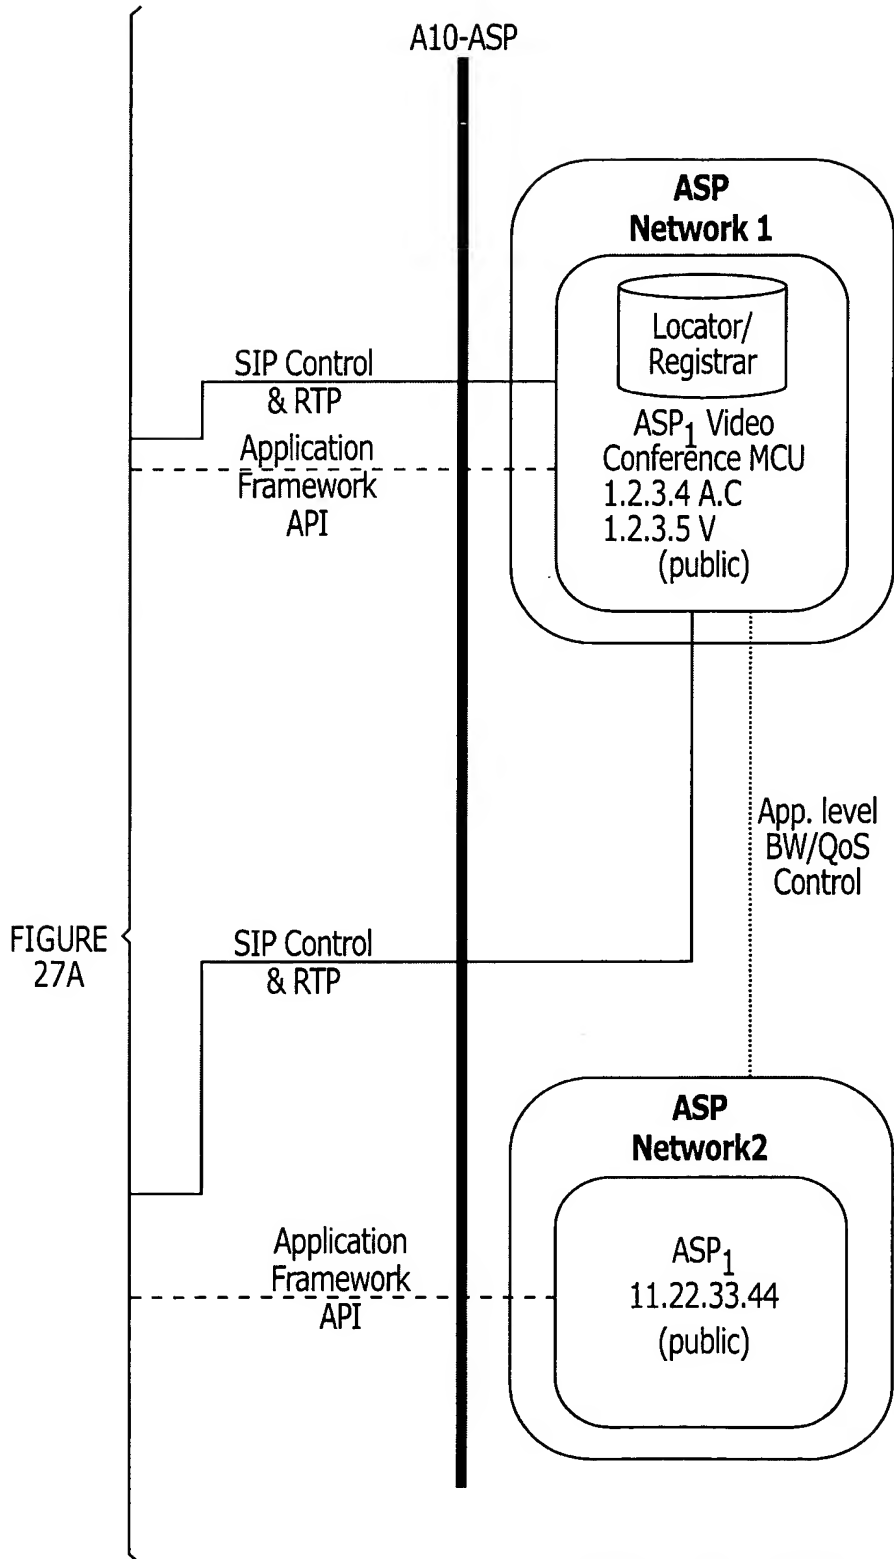 A10-ASP
ASP
Network 1
Locator/
Registrar
SIP Control
& RTP
ASP₁ Video
Conference MCU
1.2.3.4 A.C
1.2.3.5 V
(public)
Application
Framework
API
App. level
BW/QoS
Control
FIGURE
27A
SIP Control
& RTP
ASP
Network2
ASP₁
11.22.33.44
(public)
Application
Framework
API